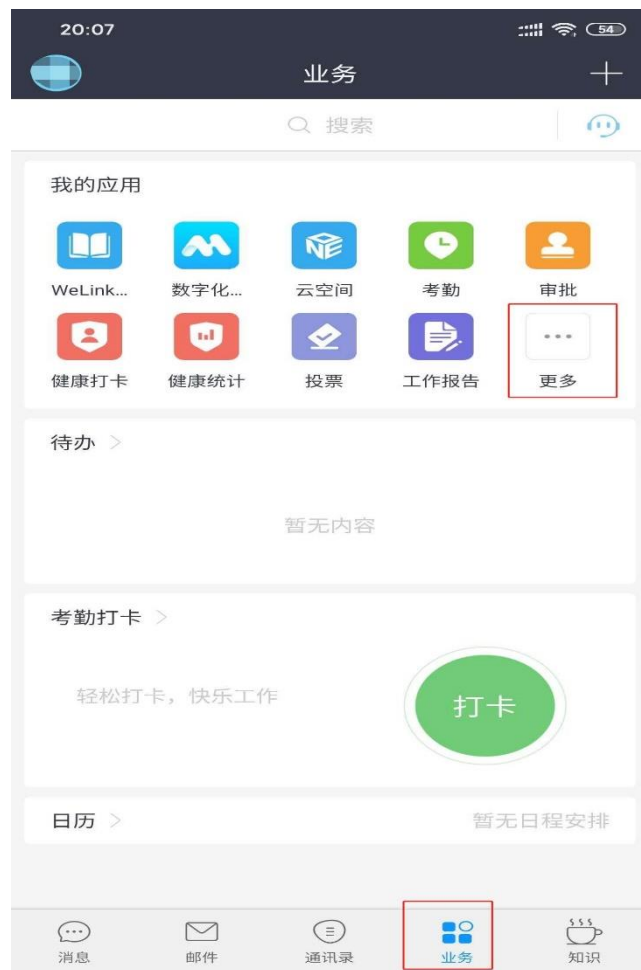 20:07
54
业务
搜索
我的应用
WeLink...
数字化...
云空间
考勤
审批
健康打卡
健康统计
投票
工作报告
更多
待办
暂无内容
考勤打卡
轻松打卡，快乐工作
打卡
日历
暂无日程安排
消息
邮件
通讯录
业务
知识